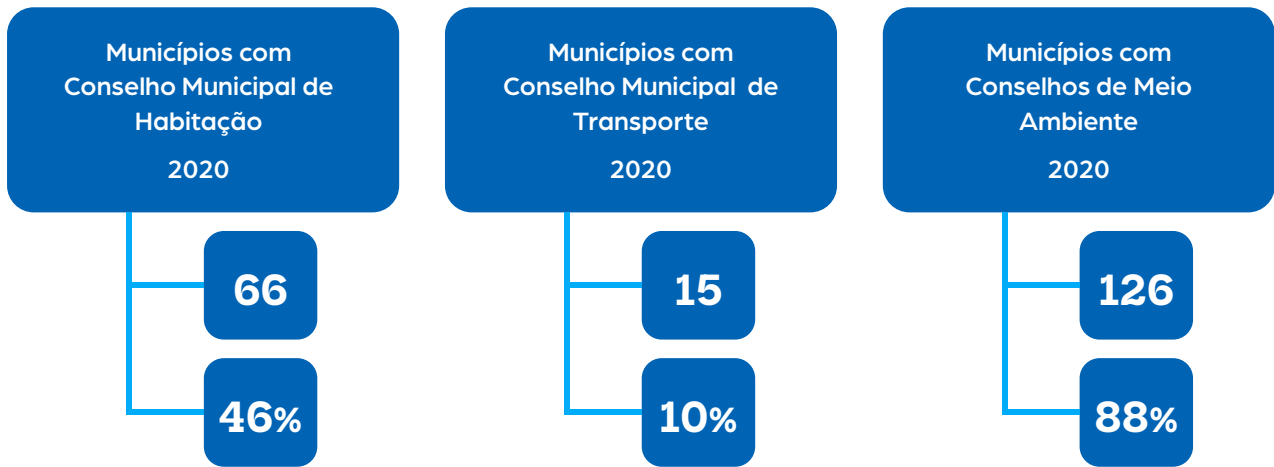 Municípios com
Conselho Municipal de
Habitação
2020
66
46%
Municípios com
Conselho Municipal de
Transporte
2020
15
10%
Municípios com
Conselhos de Meio
Ambiente
2020
126
88%